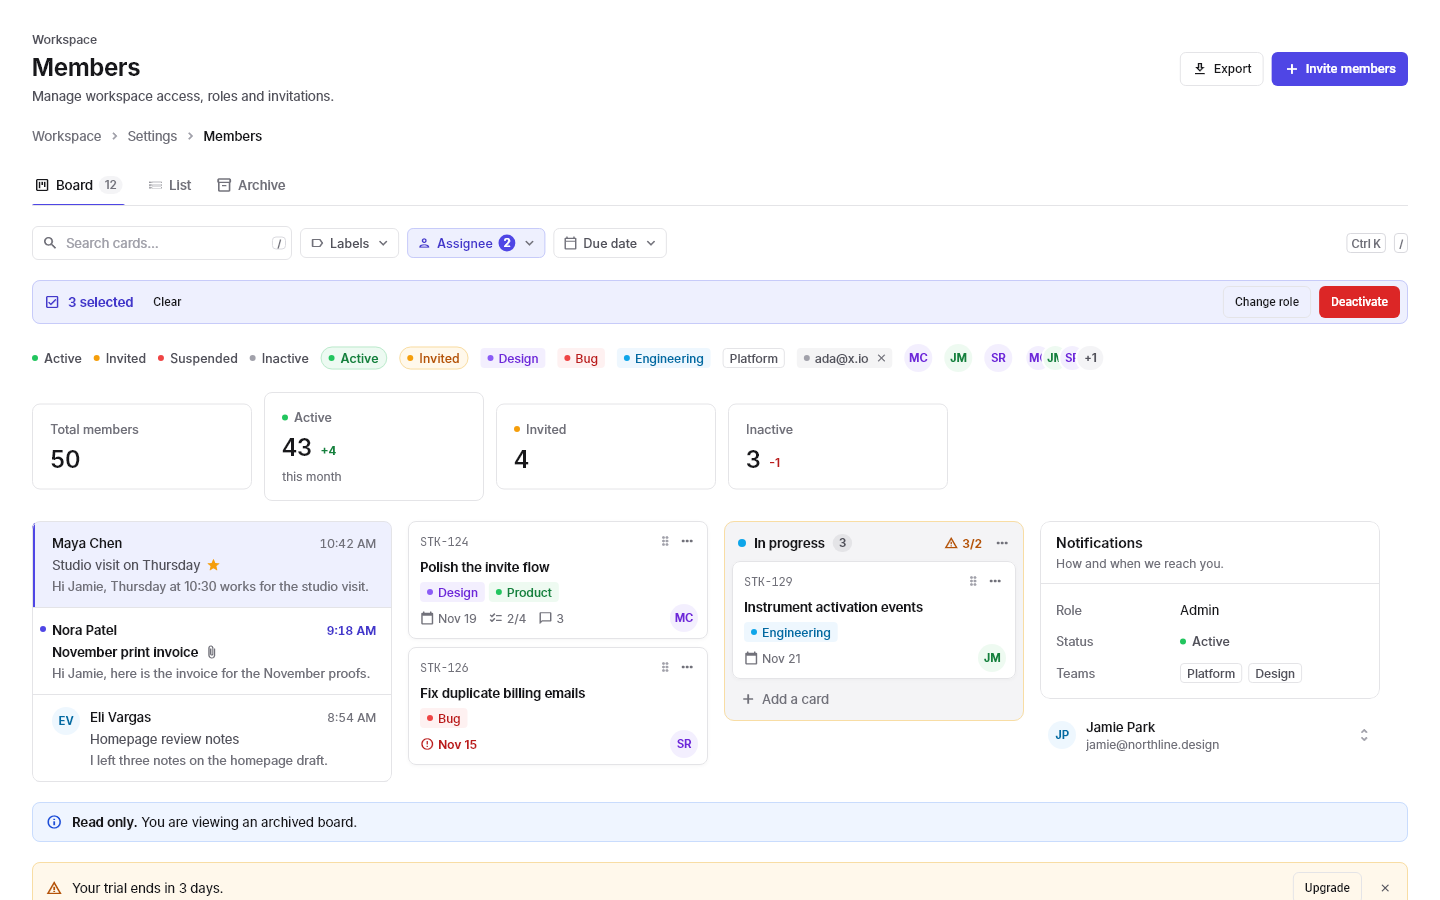 Workspace
Members
Manage workspace access, roles and invitations.
Export
Invite members
Workspace Settings Members
Board 12 List Archive
Search cards... / Labels Assignee 2 Due date Ctrl K /
3 selected Clear Change role Deactivate
Active Invited Suspended Inactive Active Invited Design Bug Engineering Platform ada@x.io MC JM SR +1
Total members
50
Active
43 +4
this month
Invited
4
Inactive
3 -1
Maya Chen 10:42 AM
Studio visit on Thursday
Hi Jamie, Thursday at 10:30 works for the studio visit.
Nora Patel 9:18 AM
November print invoice
Hi Jamie, here is the invoice for the November proofs.
EV Eli Vargas 8:54 AM
Homepage review notes
I left three notes on the homepage draft.
STK-124
Polish the invite flow
Design Product
Nov 19 2/4 3 MC
STK-126
Fix duplicate billing emails
Bug
Nov 15 SR
In progress 3 3/2
STK-129
Instrument activation events
Engineering
Nov 21 JM
Add a card
Notifications
How and when we reach you.
Role Admin
Status Active
Teams Platform Design
JP Jamie Park
jamie@northline.design
Read only. You are viewing an archived board.
Your trial ends in 3 days. Upgrade